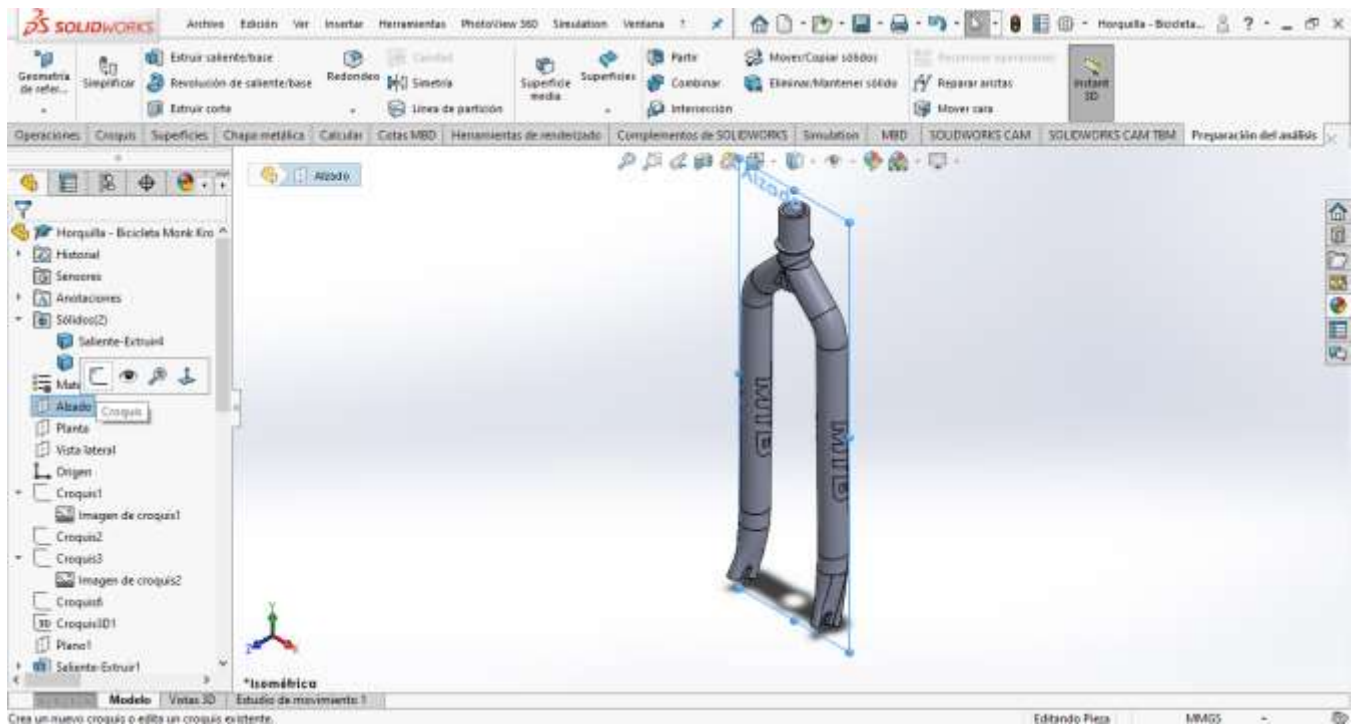 SOLIDWORKS
Archivo Edición Ver Insertar Herramientas PhotoView 360 Simulation Ventana ?
Horquilla - Bicicleta...
Geometría de refer...
Simplificar
Extruir saliente/base
Revolución de saliente/base
Extruir corte
Redondeo
Simetría
Línea de partición
Superficie media
Superficies
Partir
Combinar
Intersección
Mover/Copiar sólidos
Eliminar/Mantener sólido
Reparar aristas
Mover cara
Instant 3D
Operaciones Croquis Superficies Chapa metálica Calcular Cotas MBD Herramientas de renderizado Complementos de SOLIDWORKS Simulation MBD SOLIDWORKS CAM SOLIDWORKS CAM TBM Preparación del análisis
Alzado
Alzado
Horquilla - Bicicleta Monk Kro
Historial
Sensores
Anotaciones
Sólidos(2)
Saliente-Extruir4
Mate
Alzado
Croquis
Planta
Vista lateral
Origen
Croquis1
Imagen de croquis1
Croquis2
Croquis3
Imagen de croquis2
Croquis6
3D Croquis3D1
Plano1
Saliente-Extruir1
MTB
MTB
Y
Z
X
*Isométrica
Modelo Vistas 3D Estudio de movimiento 1
Crea un nuevo croquis o edita un croquis existente.
Editando Pieza MMGS